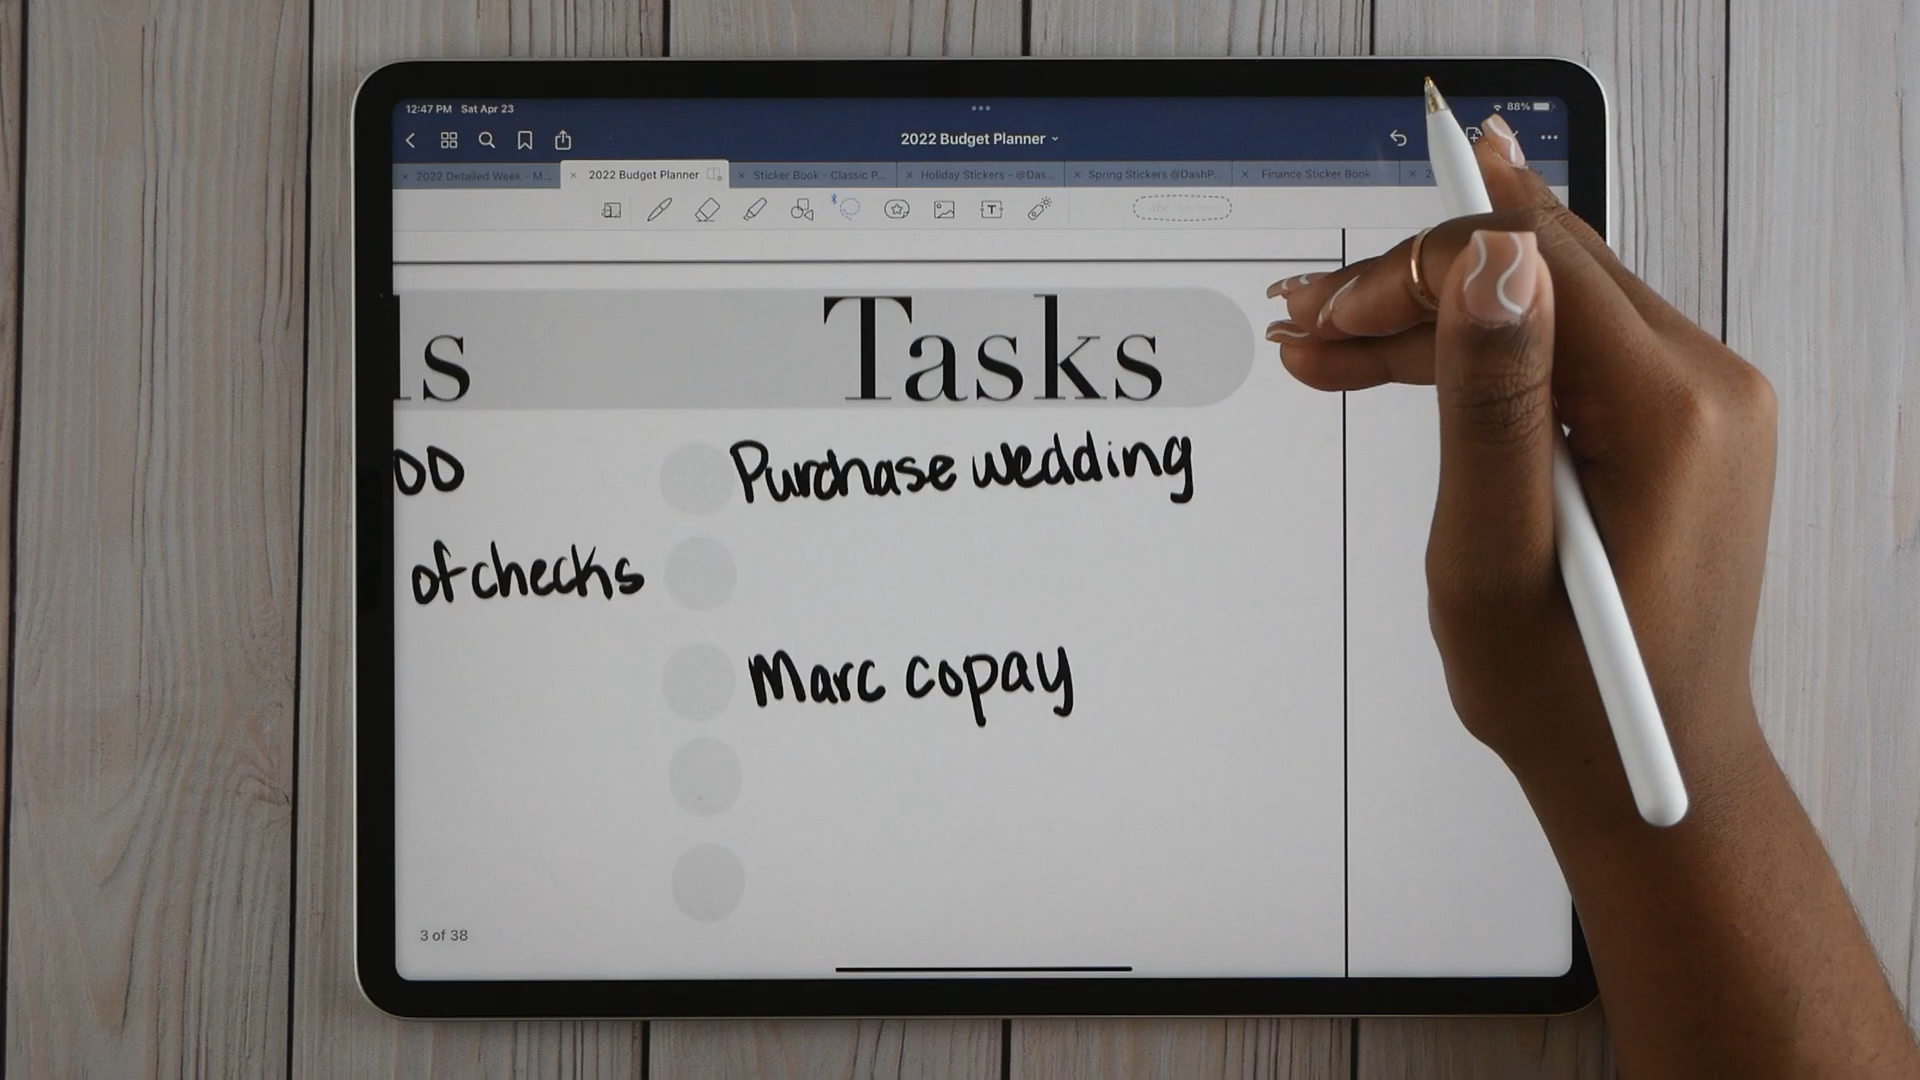 12:47 PM Sat Apr 23
88%
2022 Budget Planner
2022 Detailed Week - M...
2022 Budget Planner
Sticker Book - Classic P...
Holiday Stickers - @Das...
Spring Stickers @DashP...
Finance Sticker Book
T
ls
Tasks
00
Purchase wedding
of checks
Marc copay
3 of 38